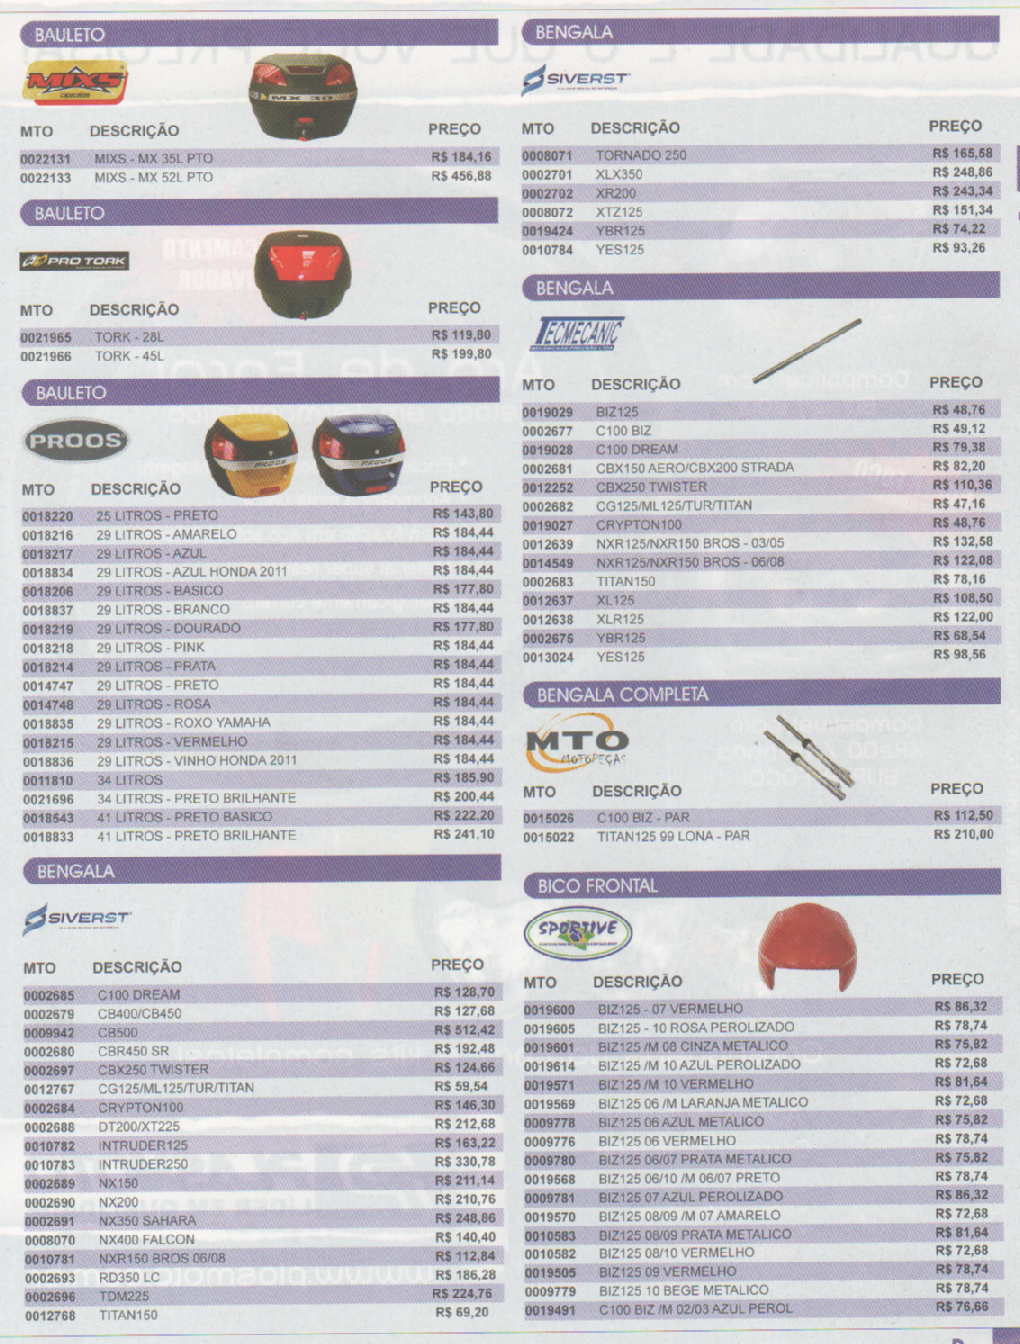 BAULETO
MIXS
CAPACETES
MX 30
MTO DESCRIÇÃO PREÇO
0022131 MIXS - MX 35L PTO R$ 184,16
0022133 MIXS - MX 52L PTO R$ 456,88
BAULETO
PRO TORK
MTO DESCRIÇÃO PREÇO
0021965 TORK - 28L R$ 119,80
0021966 TORK - 45L R$ 199,80
BAULETO
PROOS
PROOS
PROOS
MTO DESCRIÇÃO PREÇO
0018220 25 LITROS - PRETO R$ 143,80
0018216 29 LITROS - AMARELO R$ 184,44
0018217 29 LITROS - AZUL R$ 184,44
0018834 29 LITROS - AZUL HONDA 2011 R$ 184,44
0018206 29 LITROS - BASICO R$ 177,80
0018837 29 LITROS - BRANCO R$ 184,44
0018219 29 LITROS - DOURADO R$ 177,80
0018218 29 LITROS - PINK R$ 184,44
0018214 29 LITROS - PRATA R$ 184,44
0014747 29 LITROS - PRETO R$ 184,44
0014748 29 LITROS - ROSA R$ 184,44
0018835 29 LITROS - ROXO YAMAHA R$ 184,44
0018215 29 LITROS - VERMELHO R$ 184,44
0018836 29 LITROS - VINHO HONDA 2011 R$ 184,44
0011810 34 LITROS R$ 185,90
0021696 34 LITROS - PRETO BRILHANTE R$ 200,44
0018543 41 LITROS - PRETO BASICO R$ 222,20
0018833 41 LITROS - PRETO BRILHANTE R$ 241,10
BENGALA
SIVERST
MTO DESCRIÇÃO PREÇO
0002685 C100 DREAM R$ 128,70
0002679 CB400/CB450 R$ 127,68
0009942 CB500 R$ 512,42
0002680 CBR450 SR R$ 192,48
0002697 CBX250 TWISTER R$ 124,66
0012767 CG125/ML125/TUR/TITAN R$ 59,54
0002684 CRYPTON100 R$ 146,30
0002688 DT200/XT225 R$ 212,68
0010782 INTRUDER125 R$ 163,22
0010783 INTRUDER250 R$ 330,78
0002689 NX150 R$ 211,14
0002690 NX200 R$ 210,76
0002691 NX350 SAHARA R$ 248,86
0008070 NX400 FALCON R$ 140,40
0010781 NXR150 BROS 06/08 R$ 112,84
0002693 RD350 LC R$ 186,28
0002696 TDM225 R$ 224,76
0012768 TITAN150 R$ 69,20
BENGALA
SIVERST
MTO DESCRIÇÃO PREÇO
0008071 TORNADO 250 R$ 165,58
0002701 XLX350 R$ 248,86
0002702 XR200 R$ 243,34
0008072 XTZ125 R$ 151,34
0019424 YBR125 R$ 74,22
0010784 YES125 R$ 93,26
BENGALA
TECMECANIC
MTO DESCRIÇÃO PREÇO
0019029 BIZ125 R$ 48,76
0002677 C100 BIZ R$ 49,12
0019028 C100 DREAM R$ 79,38
0002681 CBX150 AERO/CBX200 STRADA R$ 82,20
0012252 CBX250 TWISTER R$ 110,36
0002682 CG125/ML125/TUR/TITAN R$ 47,16
0019027 CRYPTON100 R$ 48,76
0012639 NXR125/NXR150 BROS - 03/05 R$ 132,58
0014549 NXR125/NXR150 BROS - 06/08 R$ 122,08
0002683 TITAN150 R$ 78,16
0012637 XL125 R$ 108,50
0012638 XLR125 R$ 122,00
0002675 YBR125 R$ 68,54
0013024 YES125 R$ 98,56
BENGALA COMPLETA
MTO
MOTOPEÇAS
MTO DESCRIÇÃO PREÇO
0015026 C100 BIZ - PAR R$ 112,50
0015022 TITAN125 99 LONA - PAR R$ 210,00
BICO FRONTAL
SPORTIVE
MTO DESCRIÇÃO PREÇO
0019600 BIZ125 - 07 VERMELHO R$ 86,32
0019605 BIZ125 - 10 ROSA PEROLIZADO R$ 78,74
0019601 BIZ125 /M 08 CINZA METALICO R$ 75,82
0019614 BIZ125 /M 10 AZUL PEROLIZADO R$ 72,68
0019571 BIZ125 /M 10 VERMELHO R$ 81,64
0019569 BIZ125 06 /M LARANJA METALICO R$ 72,68
0009778 BIZ125 06 AZUL METALICO R$ 75,82
0009776 BIZ125 06 VERMELHO R$ 78,74
0009780 BIZ125 06/07 PRATA METALICO R$ 75,82
0019568 BIZ125 06/10 /M 06/07 PRETO R$ 78,74
0009781 BIZ125 07 AZUL PEROLIZADO R$ 86,32
0019570 BIZ125 08/09 /M 07 AMARELO R$ 72,68
0010583 BIZ125 08/09 PRATA METALICO R$ 81,64
0010582 BIZ125 08/10 VERMELHO R$ 72,68
0019505 BIZ125 09 VERMELHO R$ 78,74
0009779 BIZ125 10 BEGE METALICO R$ 78,74
0019491 C100 BIZ /M 02/03 AZUL PEROL R$ 76,66